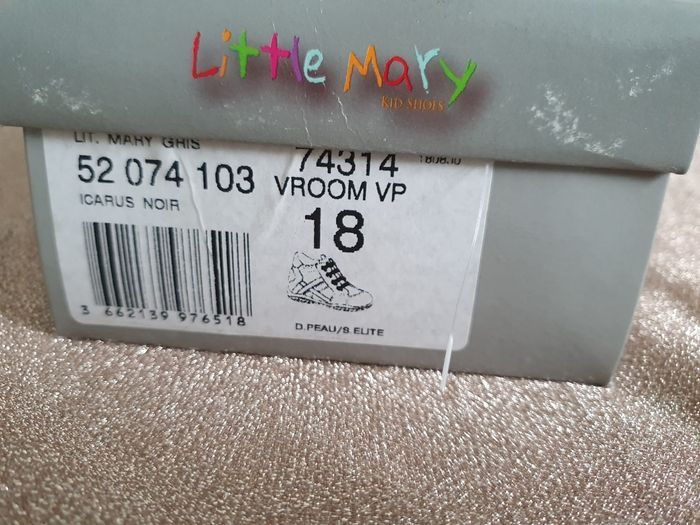 Little Mary
KID SHOES
LIT. MARY GRIS
74314
52 074 103
VROOM VP
ICARUS NOIR
18
3 662139 976518
D.PEAU/S.ELITE